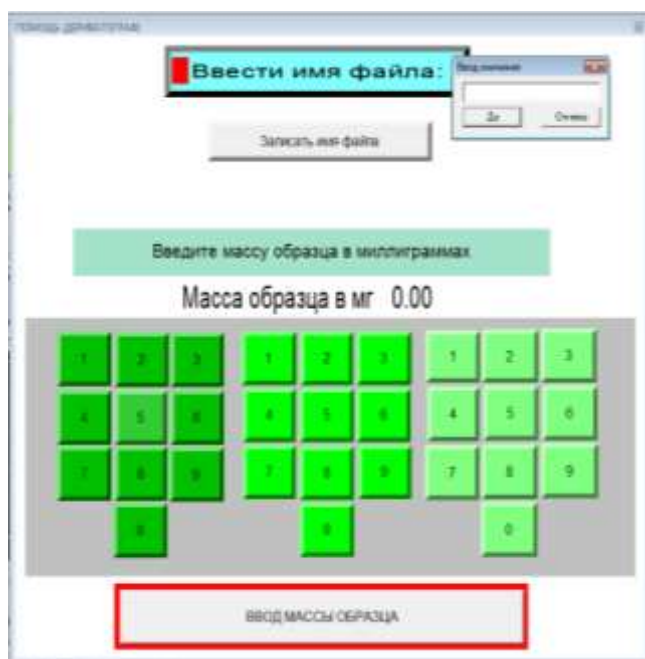 Ввести имя файла:
Да
Отмена
Записать имя файла
Введите массу образца в миллиграммах
Масса образца в мг 0.00
1 2 3 1 2 3 1 2 3
4 5 6 4 5 6 4 5 6
7 8 9 7 8 9 7 8 9
0 0 0
ВВОД МАССЫ ОБРАЗЦА